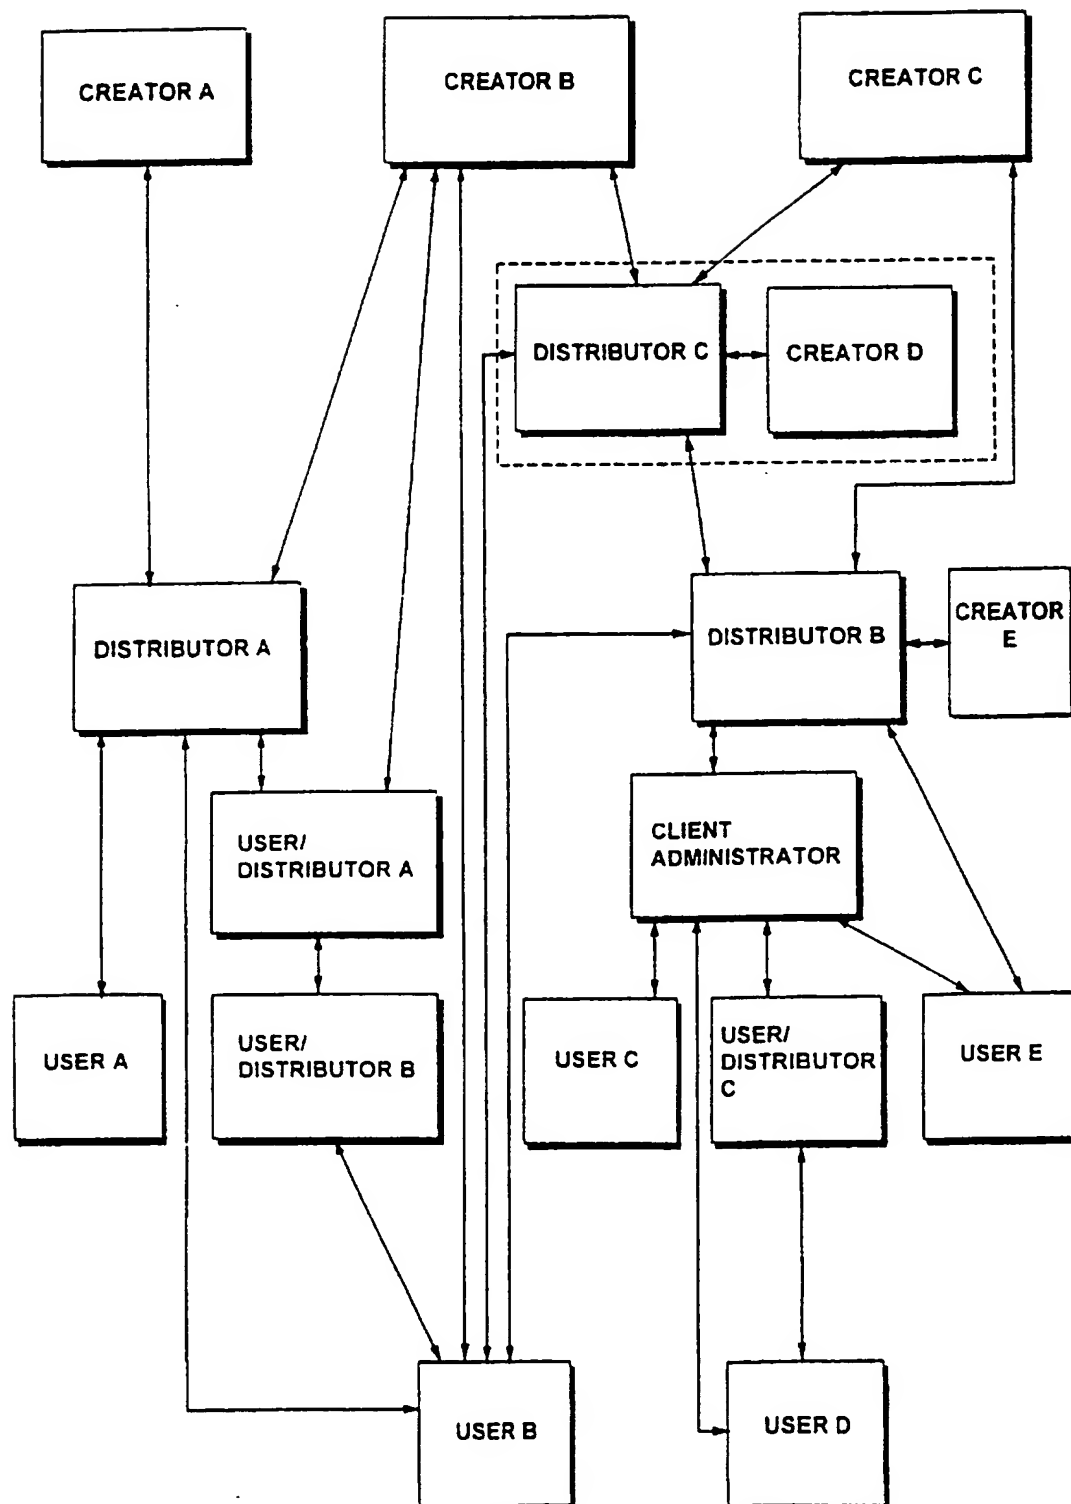 CREATOR A
CREATOR B
CREATOR C
DISTRIBUTOR C
CREATOR D
DISTRIBUTOR A
DISTRIBUTOR B
CREATOR
E
USER/
DISTRIBUTOR A
CLIENT
ADMINISTRATOR
USER A
USER/
DISTRIBUTOR B
USER C
USER/
DISTRIBUTOR
C
USER E
USER B
USER D